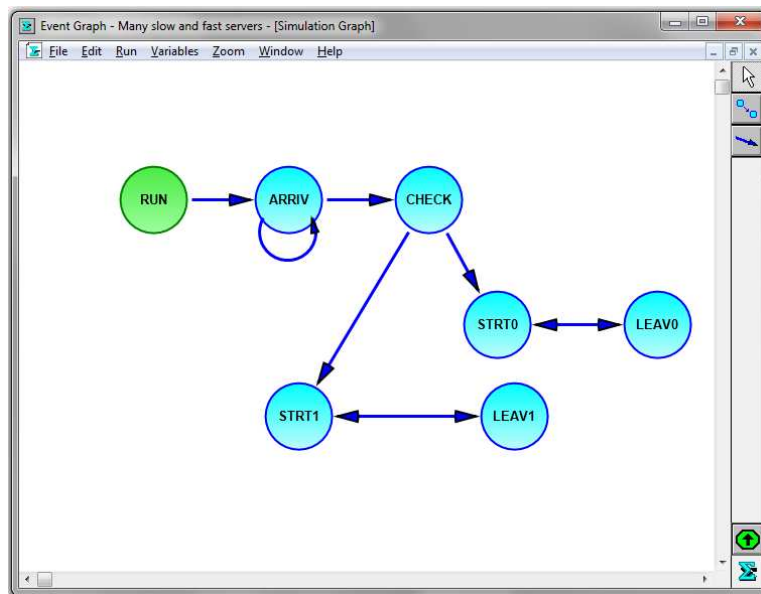 Event Graph - Many slow and fast servers - [Simulation Graph]
File Edit Run Variables Zoom Window Help
RUN
ARRIV
CHECK
STRT0
LEAV0
STRT1
LEAV1